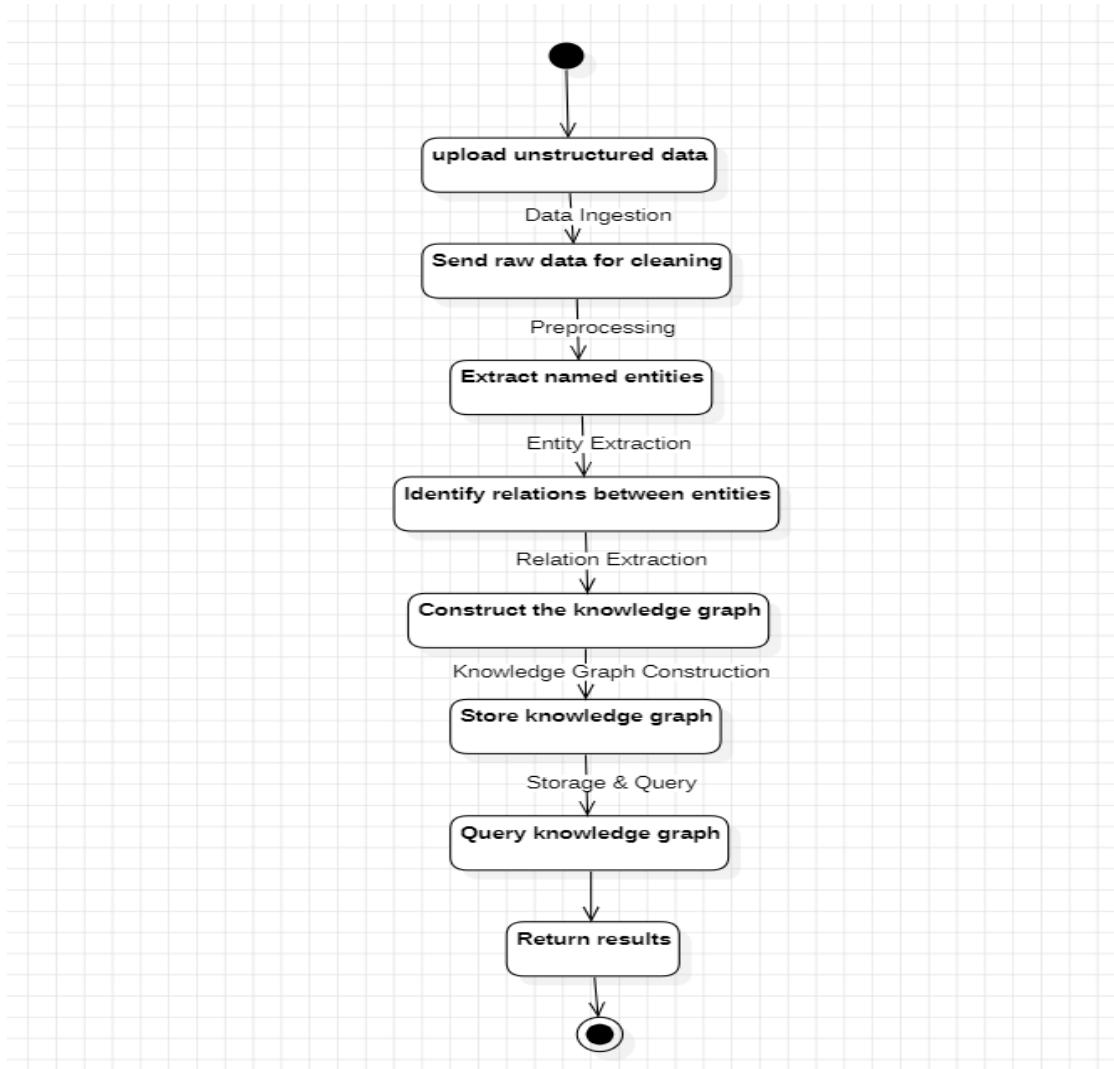 upload unstructured data
Data Ingestion
Send raw data for cleaning
Preprocessing
Extract named entities
Entity Extraction
Identify relations between entities
Relation Extraction
Construct the knowledge graph
Knowledge Graph Construction
Store knowledge graph
Storage & Query
Query knowledge graph
Return results